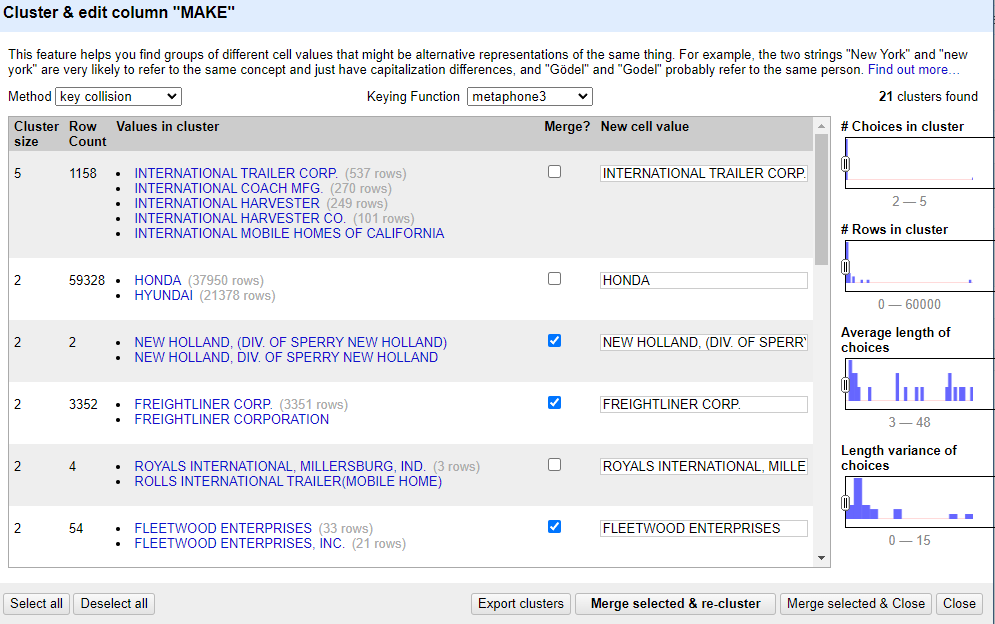 Cluster & edit column "MAKE"
This feature helps you find groups of different cell values that might be alternative representations of the same thing. For example, the two strings "New York" and "new
york" are very likely to refer to the same concept and just have capitalization differences, and "Gödel" and "Godel" probably refer to the same person. Find out more...
Method key collision Keying Function metaphone3 21 clusters found
Cluster size Row Count Values in cluster Merge? New cell value
5 1158 • INTERNATIONAL TRAILER CORP. (537 rows) INTERNATIONAL TRAILER CORP.
• INTERNATIONAL COACH MFG. (270 rows)
• INTERNATIONAL HARVESTER (249 rows)
• INTERNATIONAL HARVESTER CO. (101 rows)
• INTERNATIONAL MOBILE HOMES OF CALIFORNIA
2 59328 • HONDA (37950 rows) HONDA
• HYUNDAI (21378 rows)
2 2 • NEW HOLLAND, (DIV. OF SPERRY NEW HOLLAND) NEW HOLLAND, (DIV. OF SPERRY
• NEW HOLLAND, DIV. OF SPERRY NEW HOLLAND
2 3352 • FREIGHTLINER CORP. (3351 rows) FREIGHTLINER CORP.
• FREIGHTLINER CORPORATION
2 4 • ROYALS INTERNATIONAL, MILLERSBURG, IND. (3 rows) ROYALS INTERNATIONAL, MILLE
• ROLLS INTERNATIONAL TRAILER(MOBILE HOME)
2 54 • FLEETWOOD ENTERPRISES (33 rows) FLEETWOOD ENTERPRISES
• FLEETWOOD ENTERPRISES, INC. (21 rows)
# Choices in cluster
2 — 5
# Rows in cluster
0 — 60000
Average length of
choices
3 — 48
Length variance of
choices
0 — 15
Select all Deselect all Export clusters Merge selected & re-cluster Merge selected & Close Close